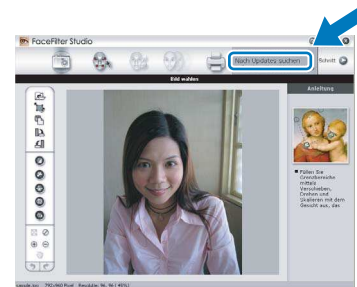 FaceFilter Studio
Nach Updates suchen
Schritt
Bild wählen
Anleitung
Füllen Sie
Grenzbereiche
mittels
Verschieben,
Drehen und
Skalieren mit dem
Gesicht aus, das